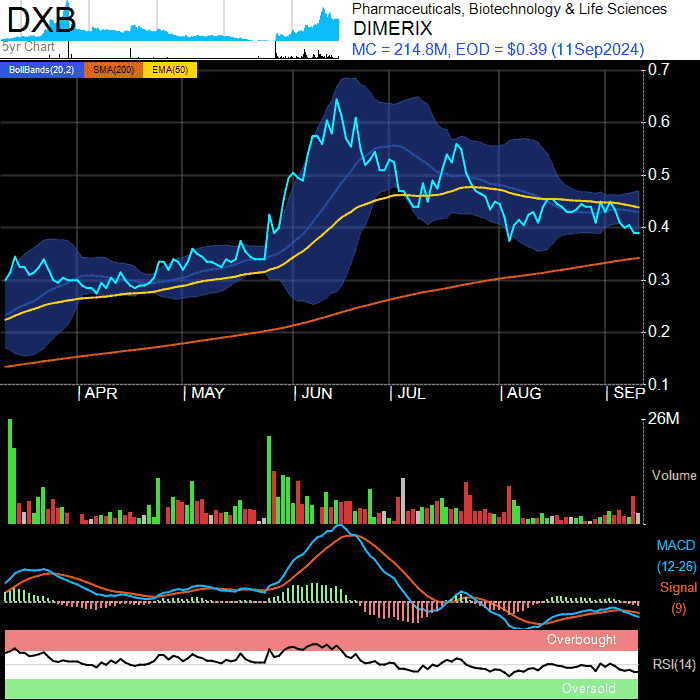 DXB
5yr Chart
Pharmaceuticals, Biotechnology & Life Sciences
DIMERIX
MC = 214.8M, EOD = $0.39 (11Sep2024)
BollBands(20,2) SMA(200) EMA(50)
0.7
0.6
0.5
0.4
0.3
0.2
0.1
APR MAY JUN JUL AUG SEP
26M
Volume
MACD
(12-26)
Signal
(9)
Overbought
RSI(14)
Oversold